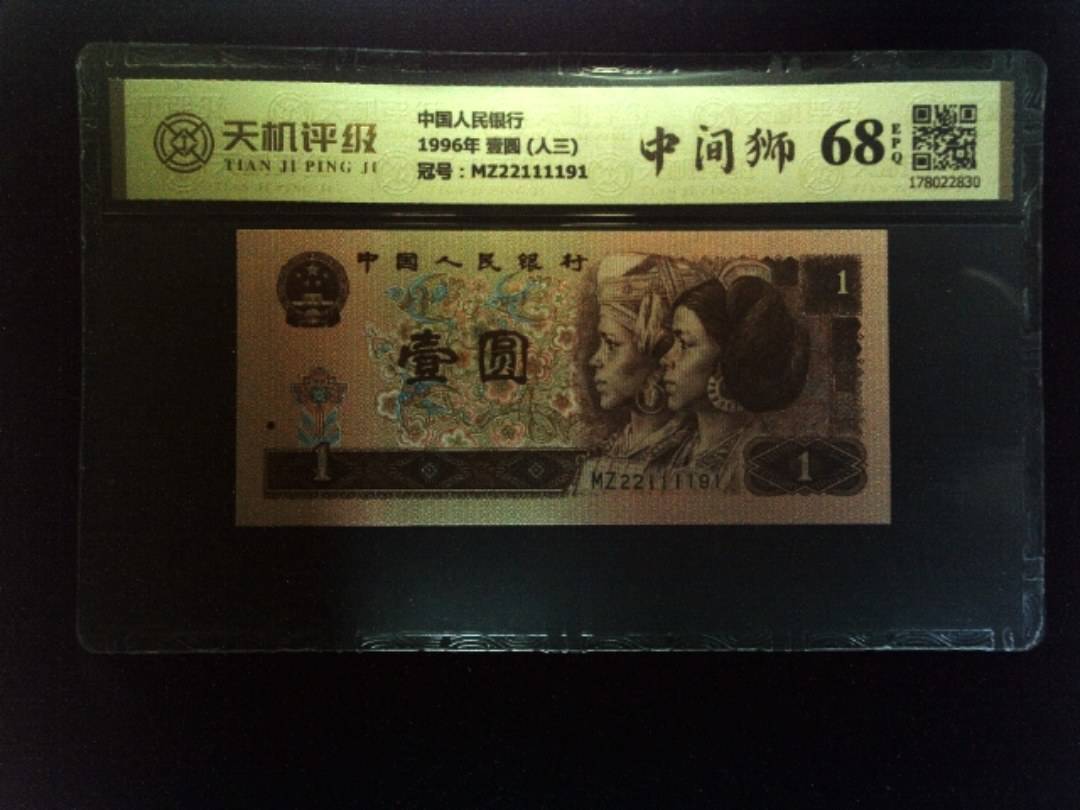 天机评级
TIAN JI PING JI
中国人民银行
1996年 壹圆 (人三)
冠号：MZ22111191
中间狮
68
EPQ
178022830
中国人民银行
1
壹圆
1
MZ22111191
1